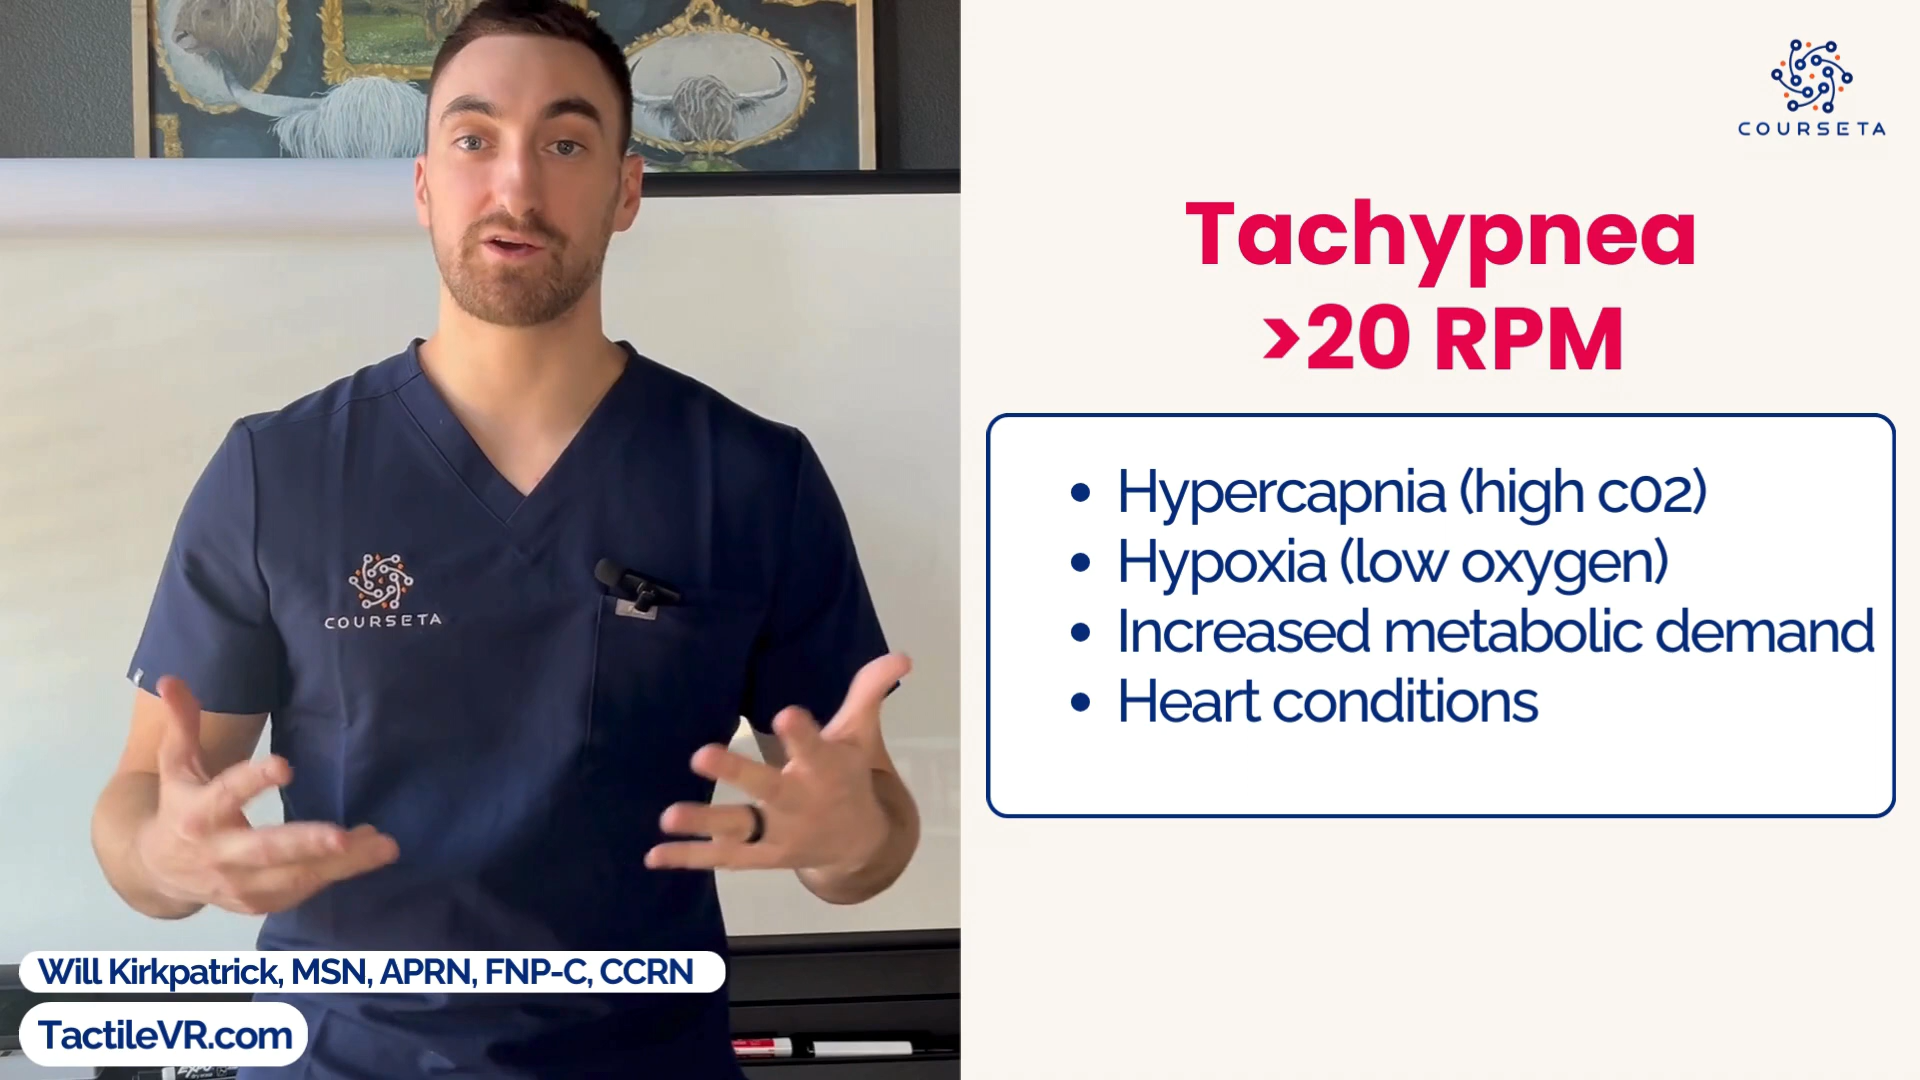 COURSETA
Tachypnea
>20 RPM
• Hypercapnia (high c02)
• Hypoxia (low oxygen)
• Increased metabolic demand
• Heart conditions
COURSETA
Will Kirkpatrick, MSN, APRN, FNP-C, CCRN
TactileVR.com
EXPO